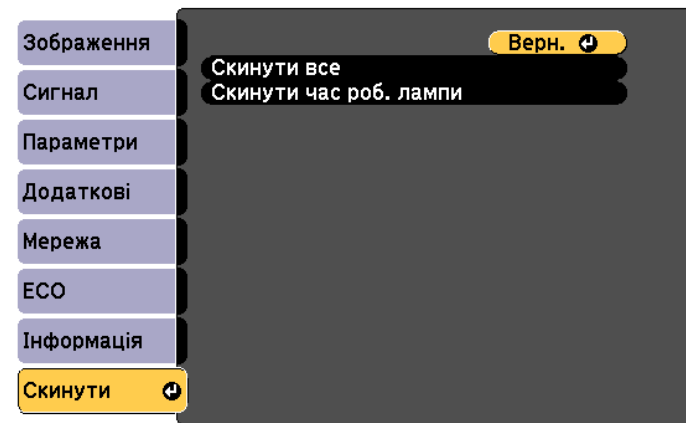 Зображення
Сигнал
Параметри
Додаткові
Мережа
ECO
Інформація
Скинути
Верн.
Скинути все
Скинути час роб. лампи